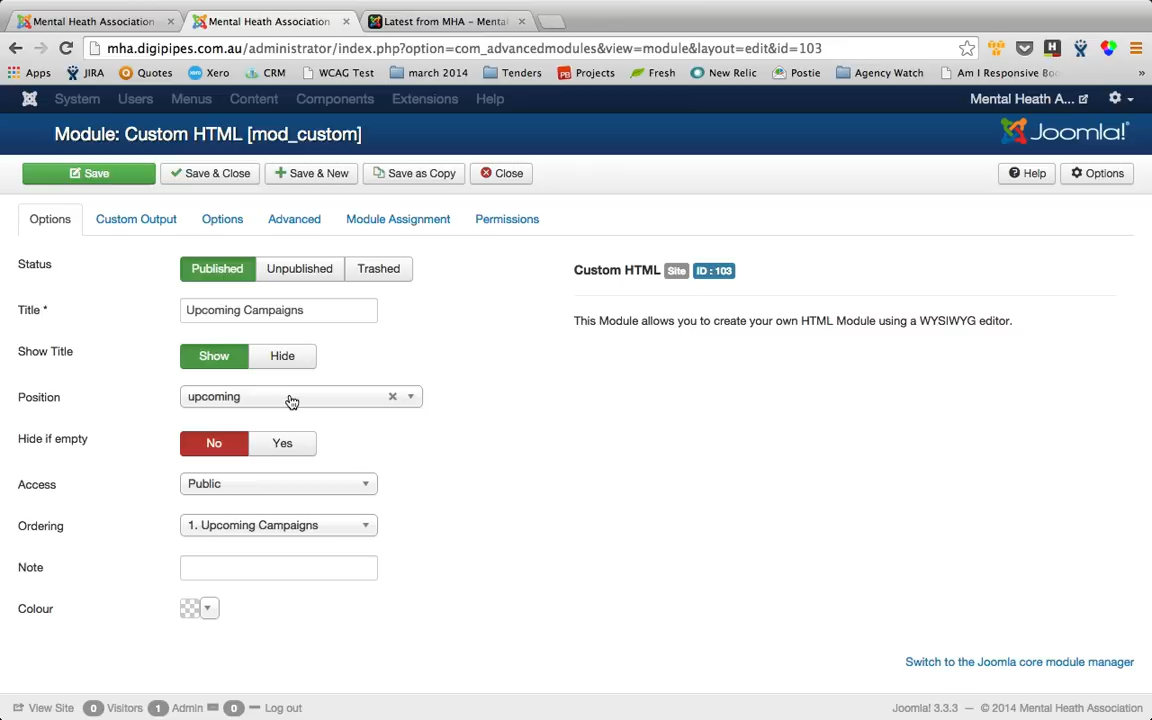 Mental Heath Association
Mental Heath Association
Latest from MHA – Menta
mha.digipipes.com.au/administrator/index.php?option=com_advancedmodules&view=module&layout=edit&id=103
Apps JIRA Quotes Xero CRM WCAG Test march 2014 Tenders Projects Fresh New Relic Postie Agency Watch Am I Responsive Boo »
System Users Menus Content Components Extensions Help Mental Heath A...
Module: Custom HTML [mod_custom] Joomla!
Save Save & Close Save & New Save as Copy Close Help Options
Options Custom Output Options Advanced Module Assignment Permissions
Status Published Unpublished Trashed Custom HTML Site ID : 103
Title * Upcoming Campaigns This Module allows you to create your own HTML Module using a WYSIWYG editor.
Show Title Show Hide
Position upcoming
Hide if empty No Yes
Access Public
Ordering 1. Upcoming Campaigns
Note
Colour
Switch to the Joomla core module manager
View Site 0 Visitors 1 Admin 0 Log out Joomla! 3.3.3 — © 2014 Mental Heath Association